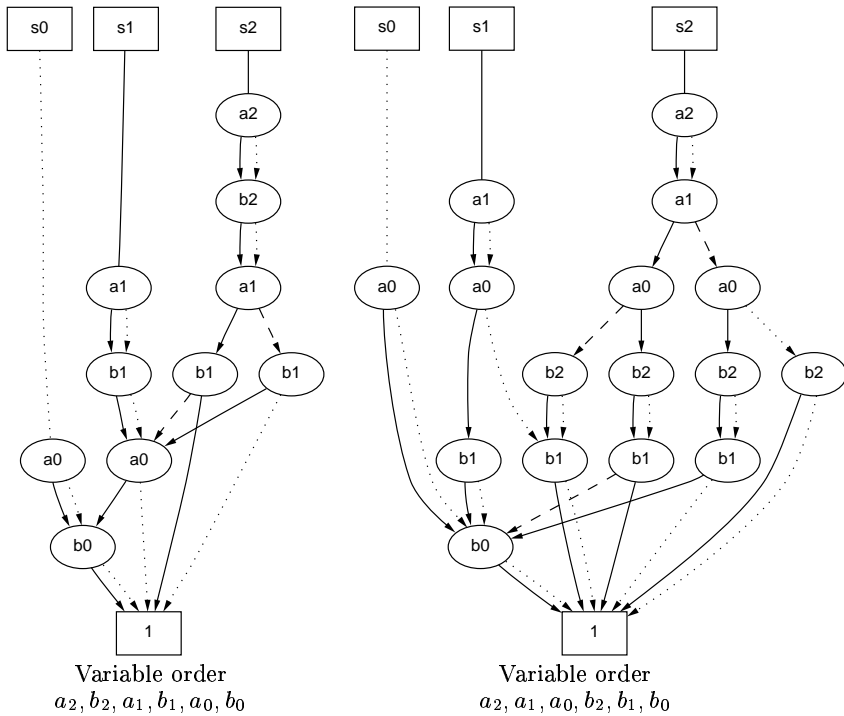 s0 s1 s2 s0 s1 s2
a2 a2
b2 a1 a1
a1 a1 a0 a0 a0 a0
b1 b1 b1 b2 b2 b2 b2
a0 a0 b1 b1 b1 b1
b0 b0
1 1
Variable order Variable order
a₂, b₂, a₁, b₁, a₀, b₀ a₂, a₁, a₀, b₂, b₁, b₀